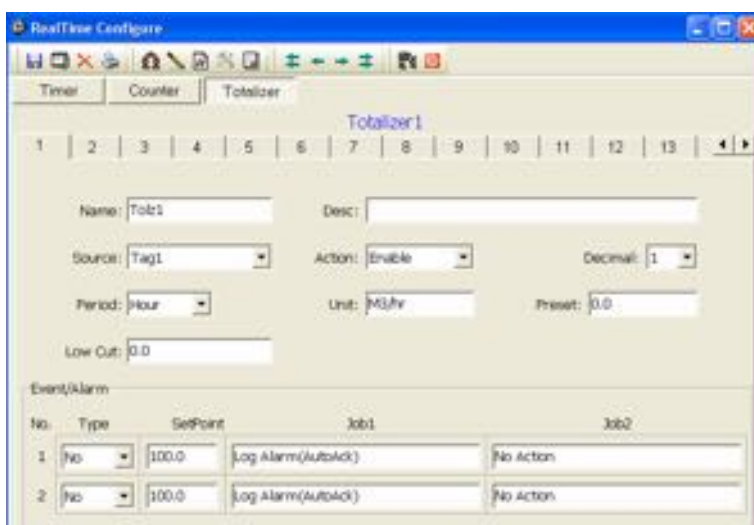 RealTime Configure
Timer Counter Totalizer
Totalizer1
1 2 3 4 5 6 7 8 9 10 11 12 13
Name: Tolz1 Desc:
Source: Tag1 Action: Enable Decimal: 1
Period: Hour Unit: M3/hr Preset: 0.0
Low Cut: 0.0
Event/Alarm
No. Type SetPoint Job1 Job2
1 No 100.0 Log Alarm(AutoAck) No Action
2 No 100.0 Log Alarm(AutoAck) No Action